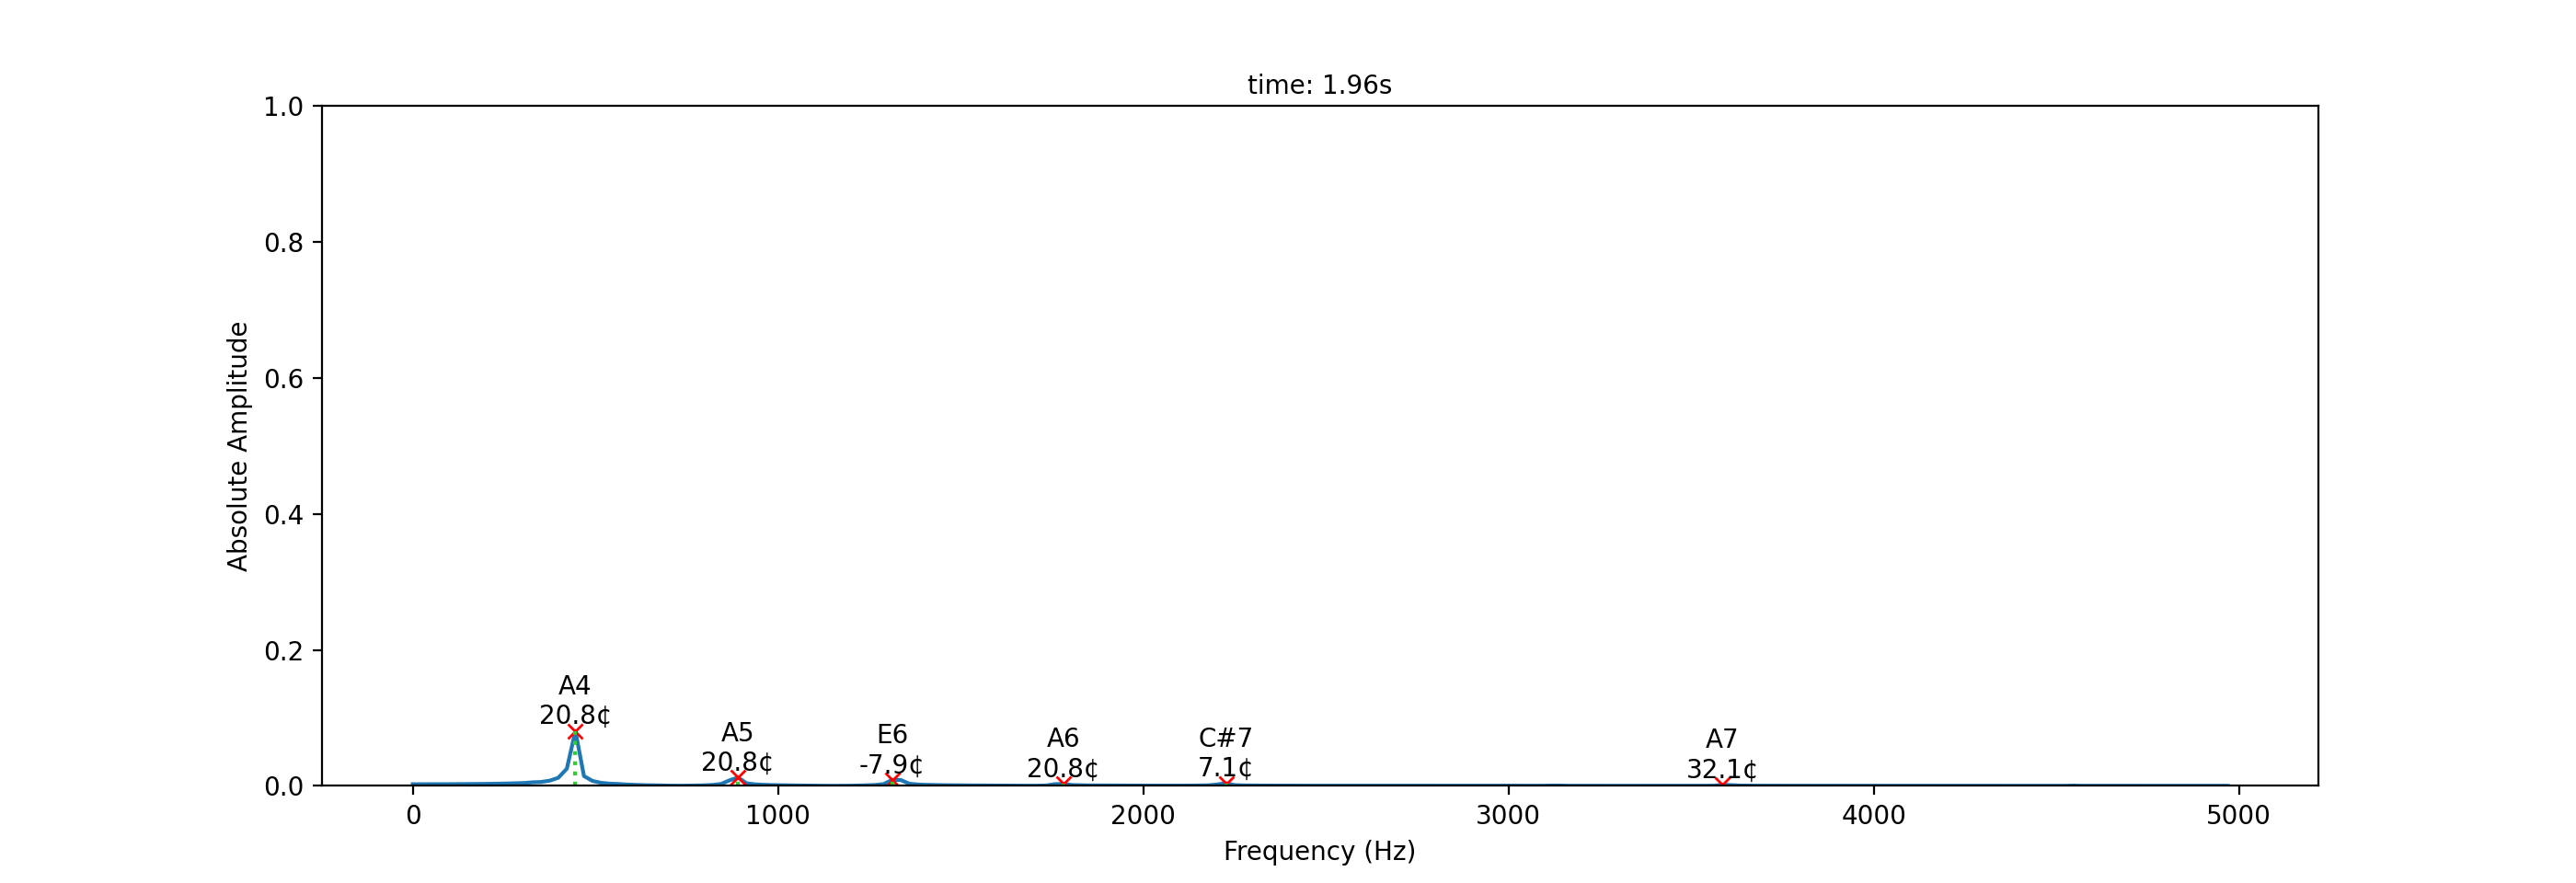 time: 1.96s
1.0
0.8
0.6
0.4
0.2
0.0
Absolute Amplitude
A4
20.8¢
A5
20.8¢
E6
-7.9¢
A6
20.8¢
C#7
7.1¢
A7
32.1¢
0 1000 2000 3000 4000 5000
Frequency (Hz)